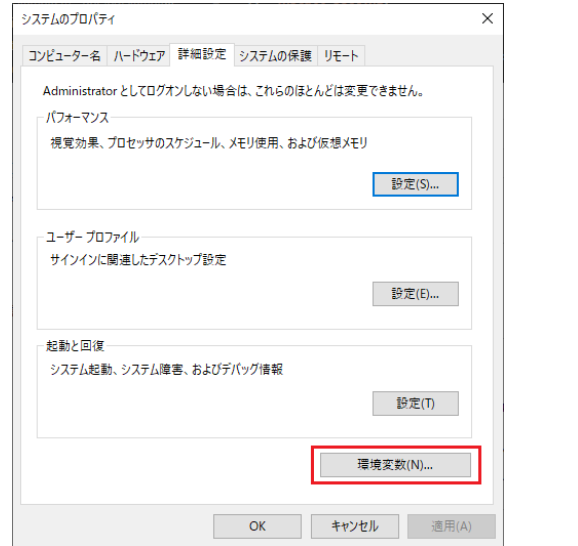 システムのプロパティ
コンピューター名 ハードウェア 詳細設定 システムの保護 リモート
Administrator としてログオンしない場合は、これらのほとんどは変更できません。
パフォーマンス
視覚効果、プロセッサのスケジュール、メモリ使用、および仮想メモリ
設定(S)...
ユーザー プロファイル
サインインに関連したデスクトップ設定
設定(E)...
起動と回復
システム起動、システム障害、およびデバッグ情報
設定(T)
環境変数(N)...
OK キャンセル 適用(A)